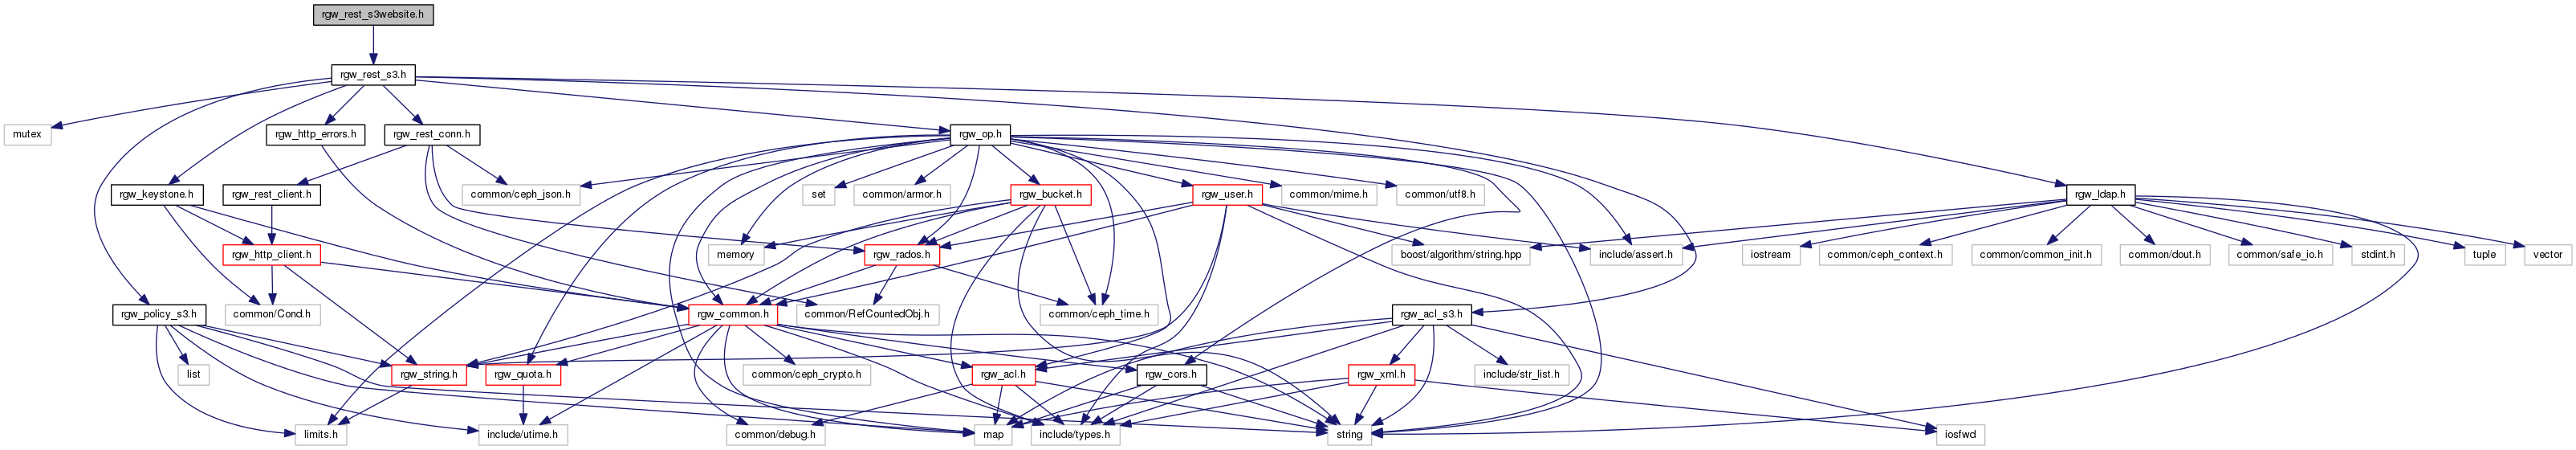 rgw_rest_s3website.h
rgw_rest_s3.h
mutex
rgw_http_errors.h
rgw_rest_conn.h
rgw_op.h
rgw_keystone.h
rgw_rest_client.h
common/ceph_json.h
set
common/armor.h
rgw_bucket.h
rgw_user.h
common/mime.h
common/utf8.h
rgw_ldap.h
rgw_http_client.h
memory
rgw_rados.h
boost/algorithm/string.hpp
include/assert.h
iostream
common/ceph_context.h
common/common_init.h
common/dout.h
common/safe_io.h
stdint.h
tuple
vector
rgw_policy_s3.h
common/Cond.h
rgw_common.h
common/RefCountedObj.h
common/ceph_time.h
rgw_acl_s3.h
list
rgw_string.h
rgw_quota.h
common/ceph_crypto.h
rgw_acl.h
rgw_cors.h
rgw_xml.h
include/str_list.h
limits.h
include/utime.h
common/debug.h
map
include/types.h
string
iosfwd